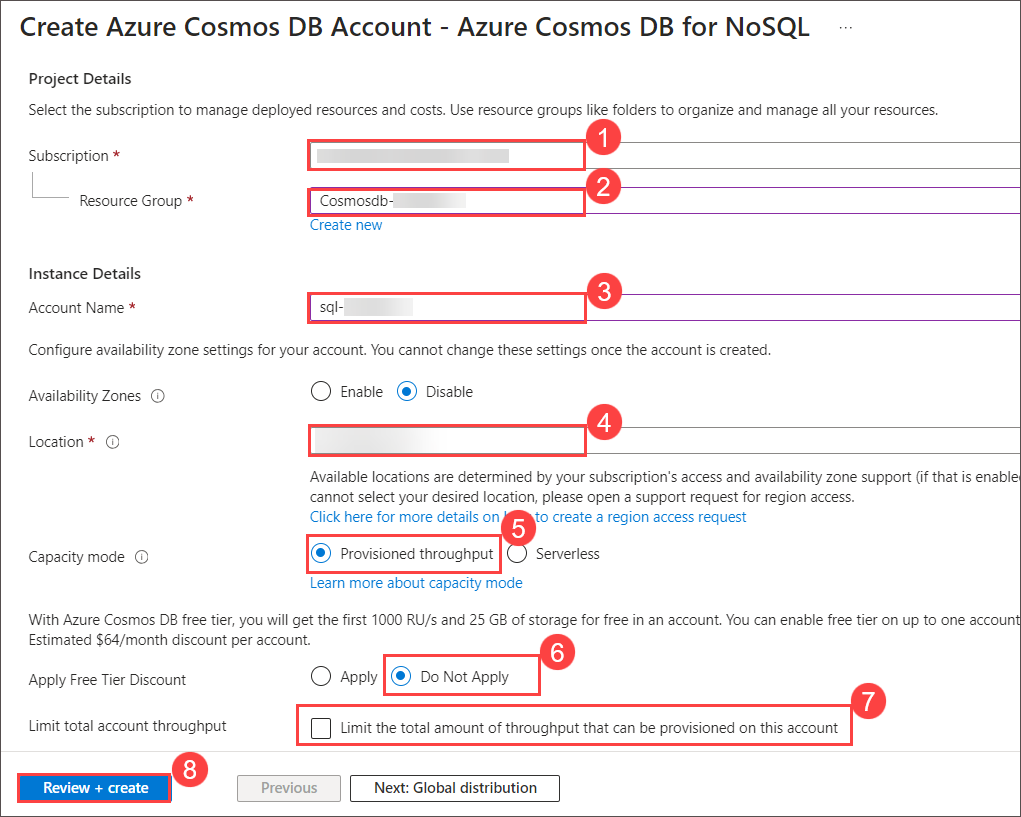 Create Azure Cosmos DB Account - Azure Cosmos DB for NoSQL ...
Project Details
Select the subscription to manage deployed resources and costs. Use resource groups like folders to organize and manage all your resources.
Subscription * 1
Resource Group * Cosmosdb- 2
Create new
Instance Details
Account Name * sql- 3
Configure availability zone settings for your account. You cannot change these settings once the account is created.
Availability Zones Enable Disable
Location * 4
Available locations are determined by your subscription's access and availability zone support (if that is enable
cannot select your desired location, please open a support request for region access.
Click here for more details on to create a region access request
5
Capacity mode Provisioned throughput Serverless
Learn more about capacity mode
With Azure Cosmos DB free tier, you will get the first 1000 RU/s and 25 GB of storage for free in an account. You can enable free tier on up to one account
Estimated $64/month discount per account.
Apply Free Tier Discount Apply Do Not Apply 6
Limit total account throughput Limit the total amount of throughput that can be provisioned on this account 7
Review + create 8 Previous Next: Global distribution